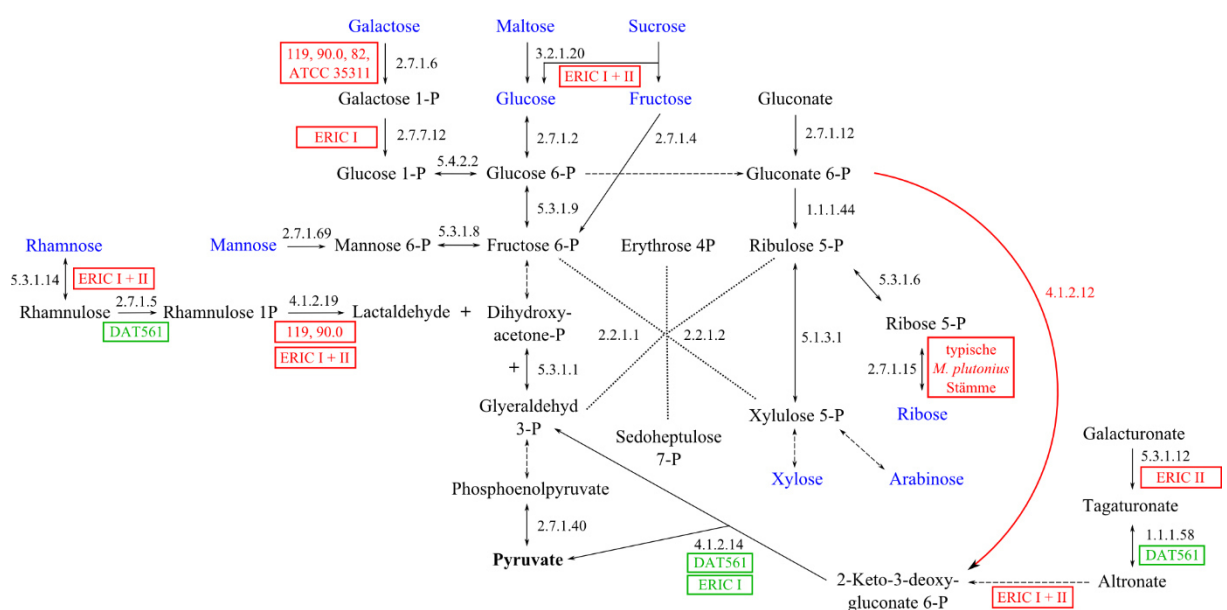 Galactose
Maltose
Sucrose
119, 90.0, 82,
ATCC 35311
2.7.1.6
3.2.1.20
ERIC I + II
Galactose 1-P
Glucose
Fructose
Gluconate
ERIC I
2.7.7.12
2.7.1.2
2.7.1.4
2.7.1.12
Glucose 1-P
5.4.2.2
Glucose 6-P
Gluconate 6-P
5.3.1.9
1.1.1.44
Rhamnose
Mannose
2.7.1.69
Mannose 6-P
5.3.1.8
Fructose 6-P
Erythrose 4P
Ribulose 5-P
5.3.1.14
ERIC I + II
5.3.1.6
4.1.2.12
Rhamnulose
2.7.1.5
Rhamnulose 1P
4.1.2.19
Lactaldehyde
+
Dihydroxy-
acetone-P
DAT561
119, 90.0
ERIC I + II
2.2.1.1
2.2.1.2
5.1.3.1
Ribose 5-P
+
5.3.1.1
2.7.1.15
typische
M. plutonius
Stämme
Glyeraldehyd
3-P
Sedoheptulose
7-P
Xylulose 5-P
Ribose
Galacturonate
5.3.1.12
ERIC II
Xylose
Arabinose
Phosphoenolpyruvate
Tagaturonate
2.7.1.40
1.1.1.58
DAT561
Pyruvate
4.1.2.14
DAT561
ERIC I
2-Keto-3-deoxy-
gluconate 6-P
ERIC I + II
Altronate